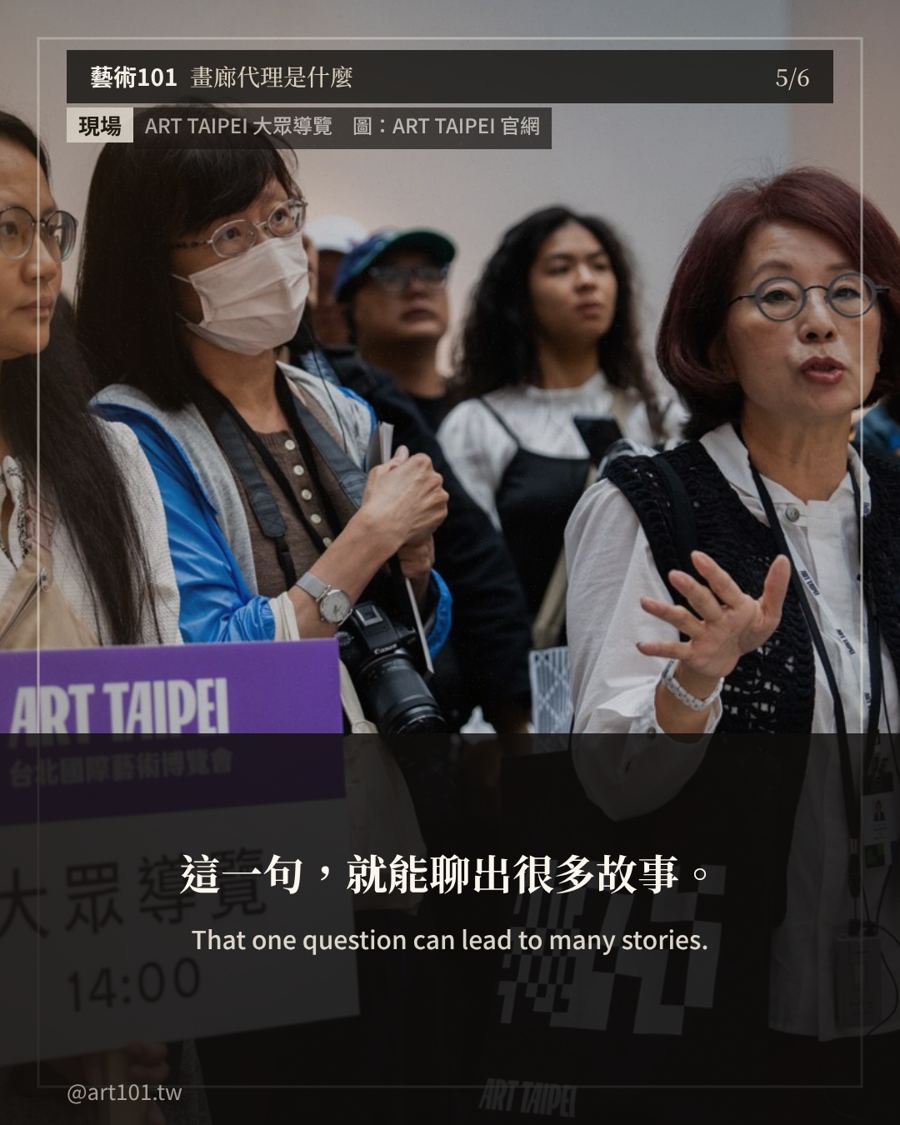 藝術101 畫廊代理是什麼 5/6
現場 ART TAIPEI 大眾導覽 圖：ART TAIPEI 官網
Canon
ART TAIPEI
ART TAIPEI
台北國際藝術博覽會
大眾導覽
14:00
這一句，就能聊出很多故事。
That one question can lead to many stories.
@art101.tw
ART TAIPEI